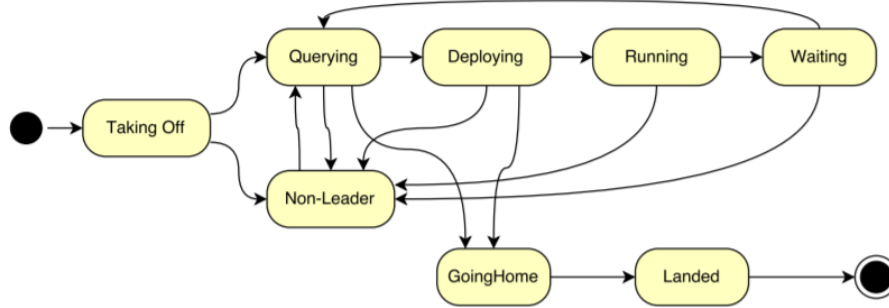 Querying
Deploying
Running
Waiting
Taking Off
Non-Leader
GoingHome
Landed